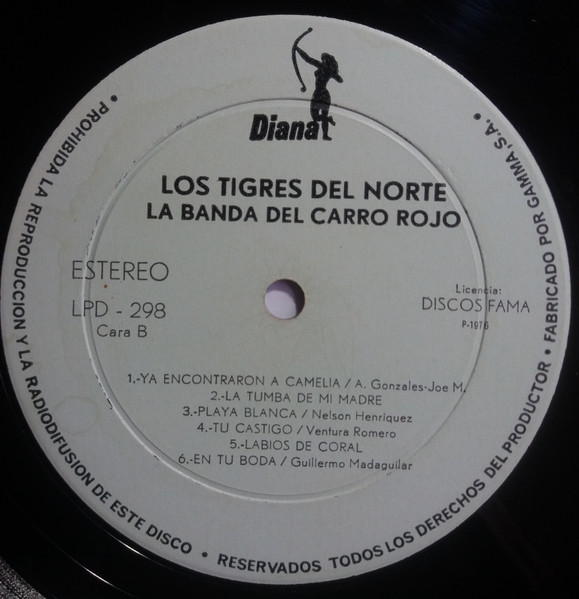 Diana
LOS TIGRES DEL NORTE
LA BANDA DEL CARRO ROJO
ESTEREO
LPD - 298
Cara B
Licencia:
DISCOS FAMA
P-1976
1.-YA ENCONTRARON A CAMELIA / A. Gonzales-Joe M.
2.-LA TUMBA DE MI MADRE
3.-PLAYA BLANCA / Nelson Henriquez
4.-TU CASTIGO / Ventura Romero
5.-LABIOS DE CORAL
6.-EN TU BODA / Guillermo Madaguilar
• PROHIBIDA LA REPRODUCCION Y LA RADIODIFUSION DE ESTE DISCO • RESERVADOS TODOS LOS DERECHOS DEL PRODUCTOR • FABRICADO POR GAMMA, S.A. •